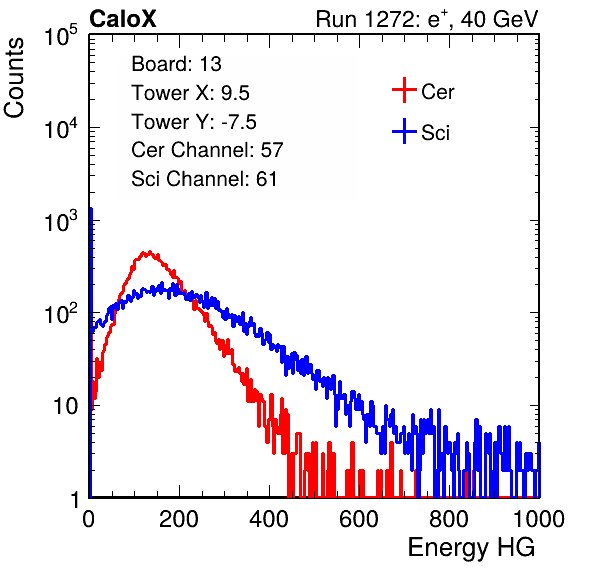 CaloX Run 1272: e⁺, 40 GeV
Counts
Board: 13
Tower X: 9.5
Tower Y: -7.5
Cer Channel: 57
Sci Channel: 61
Cer
Sci
10⁵
10⁴
10³
10²
10
1
0 200 400 600 800 1000
Energy HG